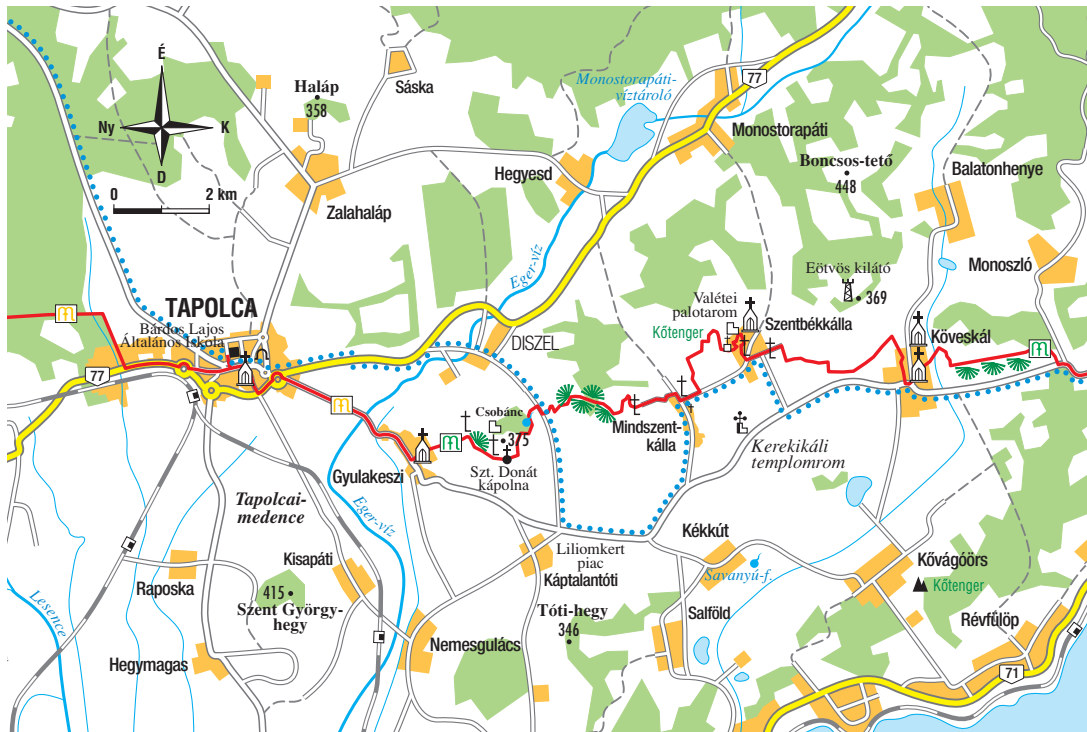 É
Ny
K
D
0
2 km
Haláp
358
Sáska
Monostorapáti-
víztároló
77
Monostorapáti
Boncsos-tető
448
Balatonhenye
Hegyesd
Zalahaláp
Eger-víz
Eötvös kilátó
369
Monoszló
TAPOLCA
Bárdos Lajos
Általános Iskola
Valétei
palotarom
Kőtenger
Szentbékkálla
Köveskál
DISZEL
77
Csobánc
375
Mindszent-
kálla
Szt. Donát
kápolna
Gyulakeszi
Kerekikáli
templomrom
Tapolcai-
medence
Eger-víz
Kékkút
Liliomkert
piac
Káptalantóti
Savanyú-f.
Kővágóörs
Kőtenger
Kisapáti
Raposka
415
Szent György-
hegy
Lesence
Tóti-hegy
346
Salföld
Révfülöp
Nemesgulács
Hegymagas
71